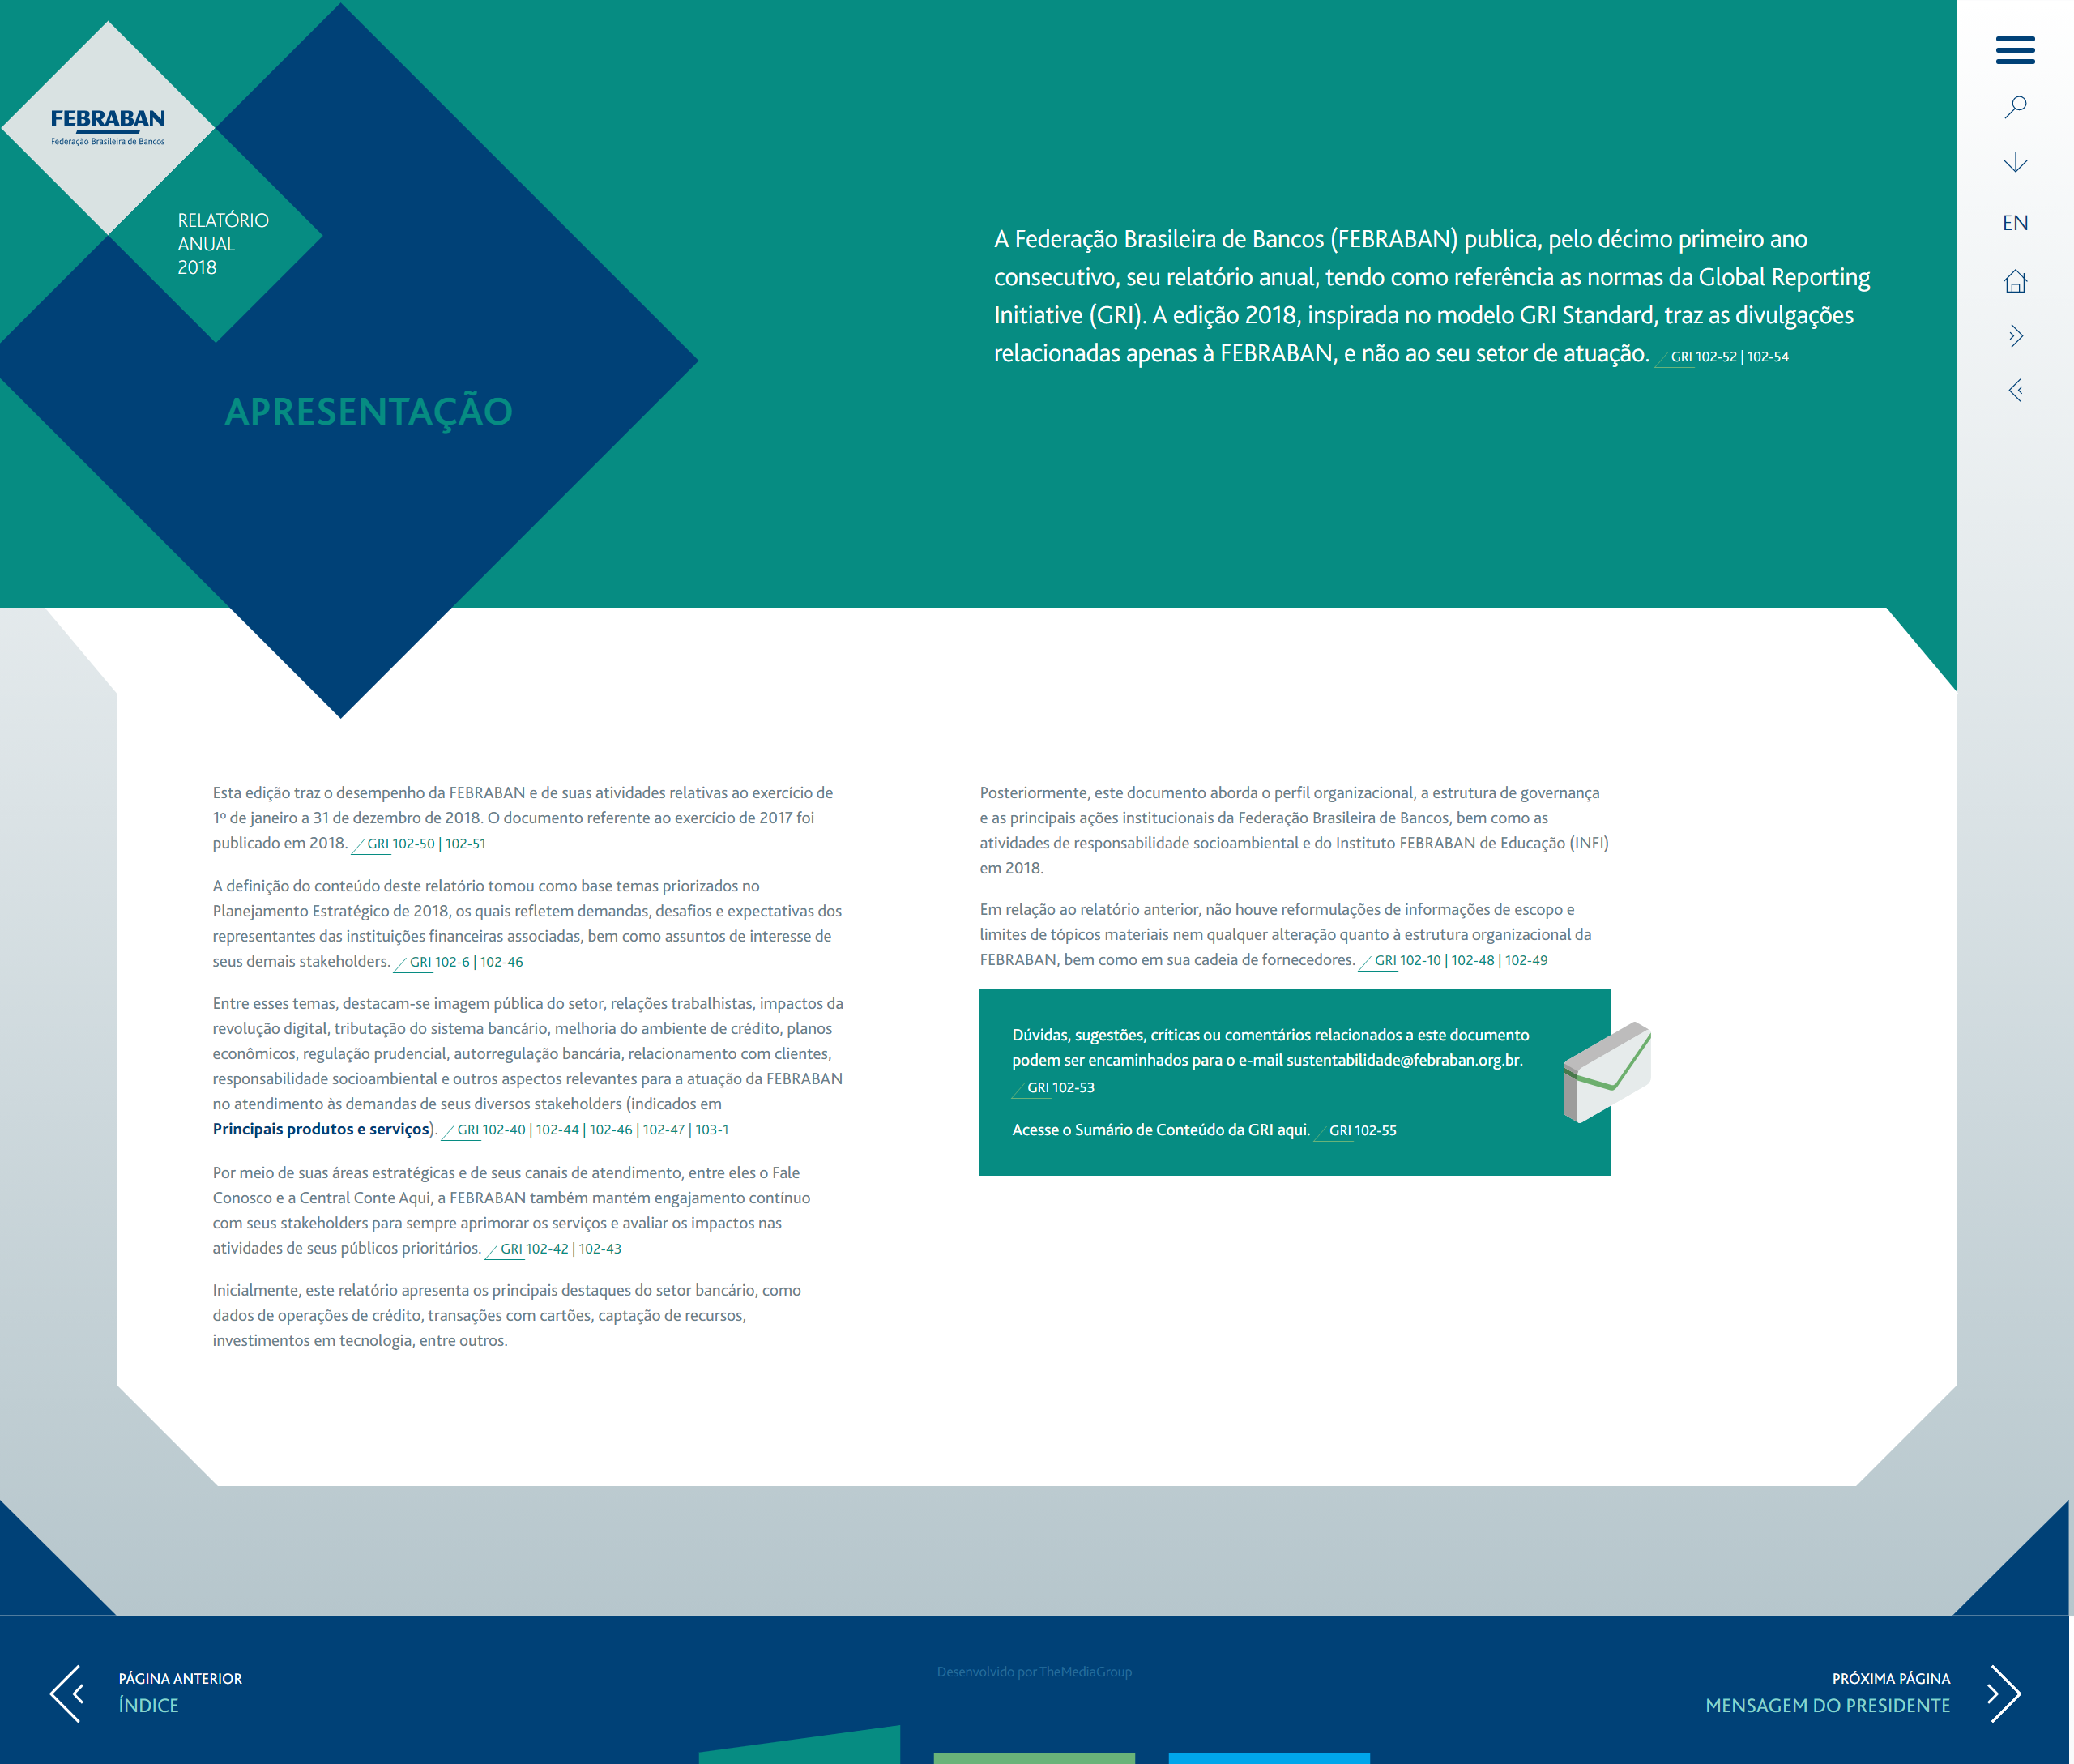 FEBRABAN
Federação Brasileira de Bancos
RELATÓRIO
ANUAL
2018
APRESENTAÇÃO
A Federação Brasileira de Bancos (FEBRABAN) publica, pelo décimo primeiro ano
consecutivo, seu relatório anual, tendo como referência as normas da Global Reporting
Initiative (GRI). A edição 2018, inspirada no modelo GRI Standard, traz as divulgações
relacionadas apenas à FEBRABAN, e não ao seu setor de atuação. GRI 102-52 | 102-54
EN
Esta edição traz o desempenho da FEBRABAN e de suas atividades relativas ao exercício de
1º de janeiro a 31 de dezembro de 2018. O documento referente ao exercício de 2017 foi
publicado em 2018. GRI 102-50 | 102-51
A definição do conteúdo deste relatório tomou como base temas priorizados no
Planejamento Estratégico de 2018, os quais refletem demandas, desafios e expectativas dos
representantes das instituições financeiras associadas, bem como assuntos de interesse de
seus demais stakeholders. GRI 102-6 | 102-46
Entre esses temas, destacam-se imagem pública do setor, relações trabalhistas, impactos da
revolução digital, tributação do sistema bancário, melhoria do ambiente de crédito, planos
econômicos, regulação prudencial, autorregulação bancária, relacionamento com clientes,
responsabilidade socioambiental e outros aspectos relevantes para a atuação da FEBRABAN
no atendimento às demandas de seus diversos stakeholders (indicados em
Principais produtos e serviços). GRI 102-40 | 102-44 | 102-46 | 102-47 | 103-1
Por meio de suas áreas estratégicas e de seus canais de atendimento, entre eles o Fale
Conosco e a Central Conte Aqui, a FEBRABAN também mantém engajamento contínuo
com seus stakeholders para sempre aprimorar os serviços e avaliar os impactos nas
atividades de seus públicos prioritários. GRI 102-42 | 102-43
Inicialmente, este relatório apresenta os principais destaques do setor bancário, como
dados de operações de crédito, transações com cartões, captação de recursos,
investimentos em tecnologia, entre outros.
Posteriormente, este documento aborda o perfil organizacional, a estrutura de governança
e as principais ações institucionais da Federação Brasileira de Bancos, bem como as
atividades de responsabilidade socioambiental e do Instituto FEBRABAN de Educação (INFI)
em 2018.
Em relação ao relatório anterior, não houve reformulações de informações de escopo e
limites de tópicos materiais nem qualquer alteração quanto à estrutura organizacional da
FEBRABAN, bem como em sua cadeia de fornecedores. GRI 102-10 | 102-48 | 102-49
Dúvidas, sugestões, críticas ou comentários relacionados a este documento
podem ser encaminhados para o e-mail sustentabilidade@febraban.org.br.
GRI 102-53
Acesse o Sumário de Conteúdo da GRI aqui. GRI 102-55
PÁGINA ANTERIOR
ÍNDICE
Desenvolvido por TheMediaGroup
PRÓXIMA PÁGINA
MENSAGEM DO PRESIDENTE